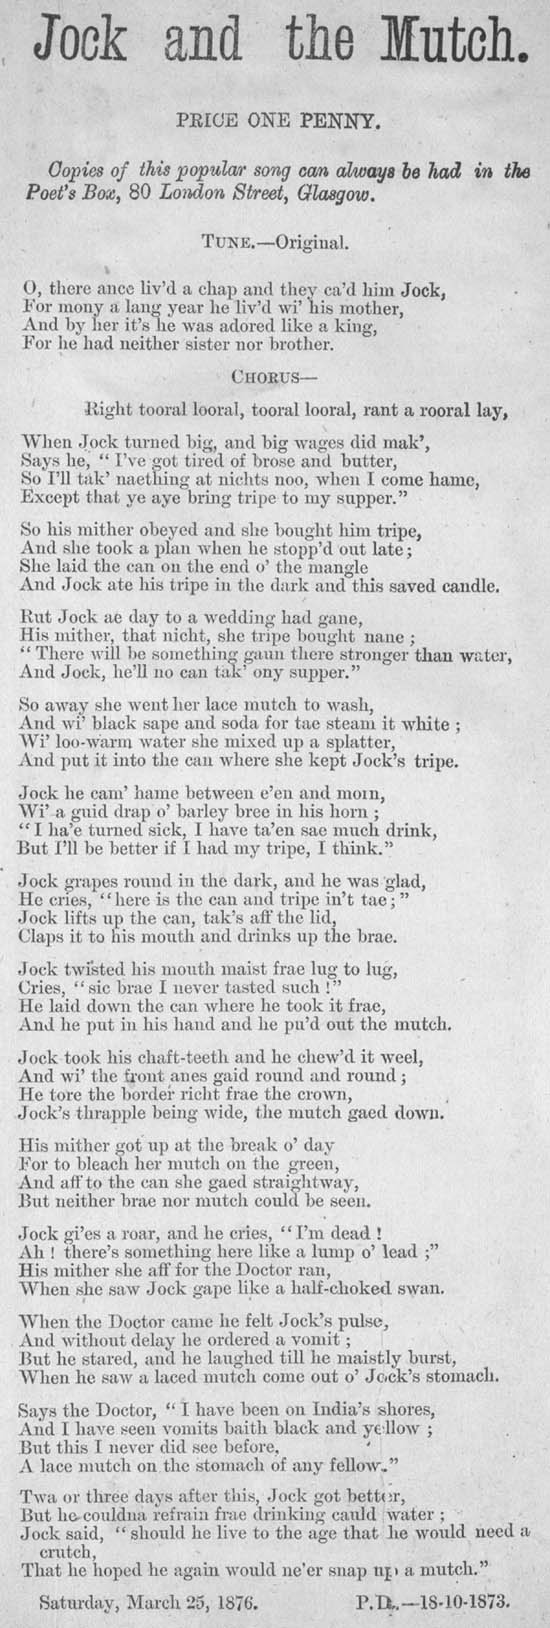 Jock and the Mutch.
PRICE ONE PENNY.
Copies of this popular song can always be had in the
Poet's Box, 80 London Street, Glasgow.
TUNE.—Original.
O, there ance liv'd a chap and they ca'd him Jock,
For mony a lang year he liv'd wi' his mother,
And by her it's he was adored like a king,
For he had neither sister nor brother.
CHORUS—
Right tooral looral, tooral looral, rant a rooral lay,
When Jock turned big, and big wages did mak',
Says he, "I've got tired of brose and butter,
So I'll tak' naething at nichts noo, when I come hame,
Except that ye aye bring tripe to my supper."
So his mither obeyed and she bought him tripe,
And she took a plan when he stopp'd out late;
She laid the can on the end o' the mangle
And Jock ate his tripe in the dark and this saved candle.
Rut Jock ae day to a wedding had gane,
His mither, that nicht, she tripe bought nane;
"There will be something gaun there stronger than water,
And Jock, he'll no can tak' ony supper."
So away she went her lace mutch to wash,
And wi' black sape and soda for tae steam it white;
Wi' loo-warm water she mixed up a splatter,
And put it into the can where she kept Jock's tripe.
Jock he cam' hame between e'en and morn,
Wi' a guid drap o' barley bree in his horn;
"I ha'e turned sick, I have ta'en sae much drink,
But I'll be better if I had my tripe, I think."
Jock grapes round in the dark, and he was glad,
He cries, "here is the can and tripe in't tae;"
Jock lifts up the can, tak's aff the lid,
Claps it to his mouth and drinks up the brae.
Jock twisted his mouth maist frae lug to lug,
Cries, "sic brae I never tasted such!"
He laid down the can where he took it frae,
And he put in his hand and he pu'd out the mutch.
Jock took his chaft-teeth and he chew'd it weel,
And wi' the front anes gaid round and round;
He tore the border richt frae the crown,
Jock's thrapple being wide, the mutch gaed down.
His mither got up at the break o' day
For to bleach her mutch on the green,
And aff to the can she gaed straightway,
But neither brae nor mutch could be seen.
Jock gi'es a roar, and he cries, "I'm dead!
Ah! there's something here like a lump o' lead;"
His mither she aff for the Doctor ran,
When she saw Jock gape like a half-choked swan.
When the Doctor came he felt Jock's pulse,
And without delay he ordered a vomit;
But he stared, and he laughed till he maistly burst,
When he saw a laced mutch come out o' Jock's stomach.
Says the Doctor, "I have been on India's shores,
And I have seen vomits baith black and yellow;
But this I never did see before,
A lace mutch on the stomach of any fellow."
Twa or three days after this, Jock got better,
But he couldna refrain frae drinking cauld water;
Jock said, "should he live to the age that he would need a
crutch,
That he hoped he again would ne'er snap up a mutch."
Saturday, March 25, 1876. P.D.—18-10-1873.